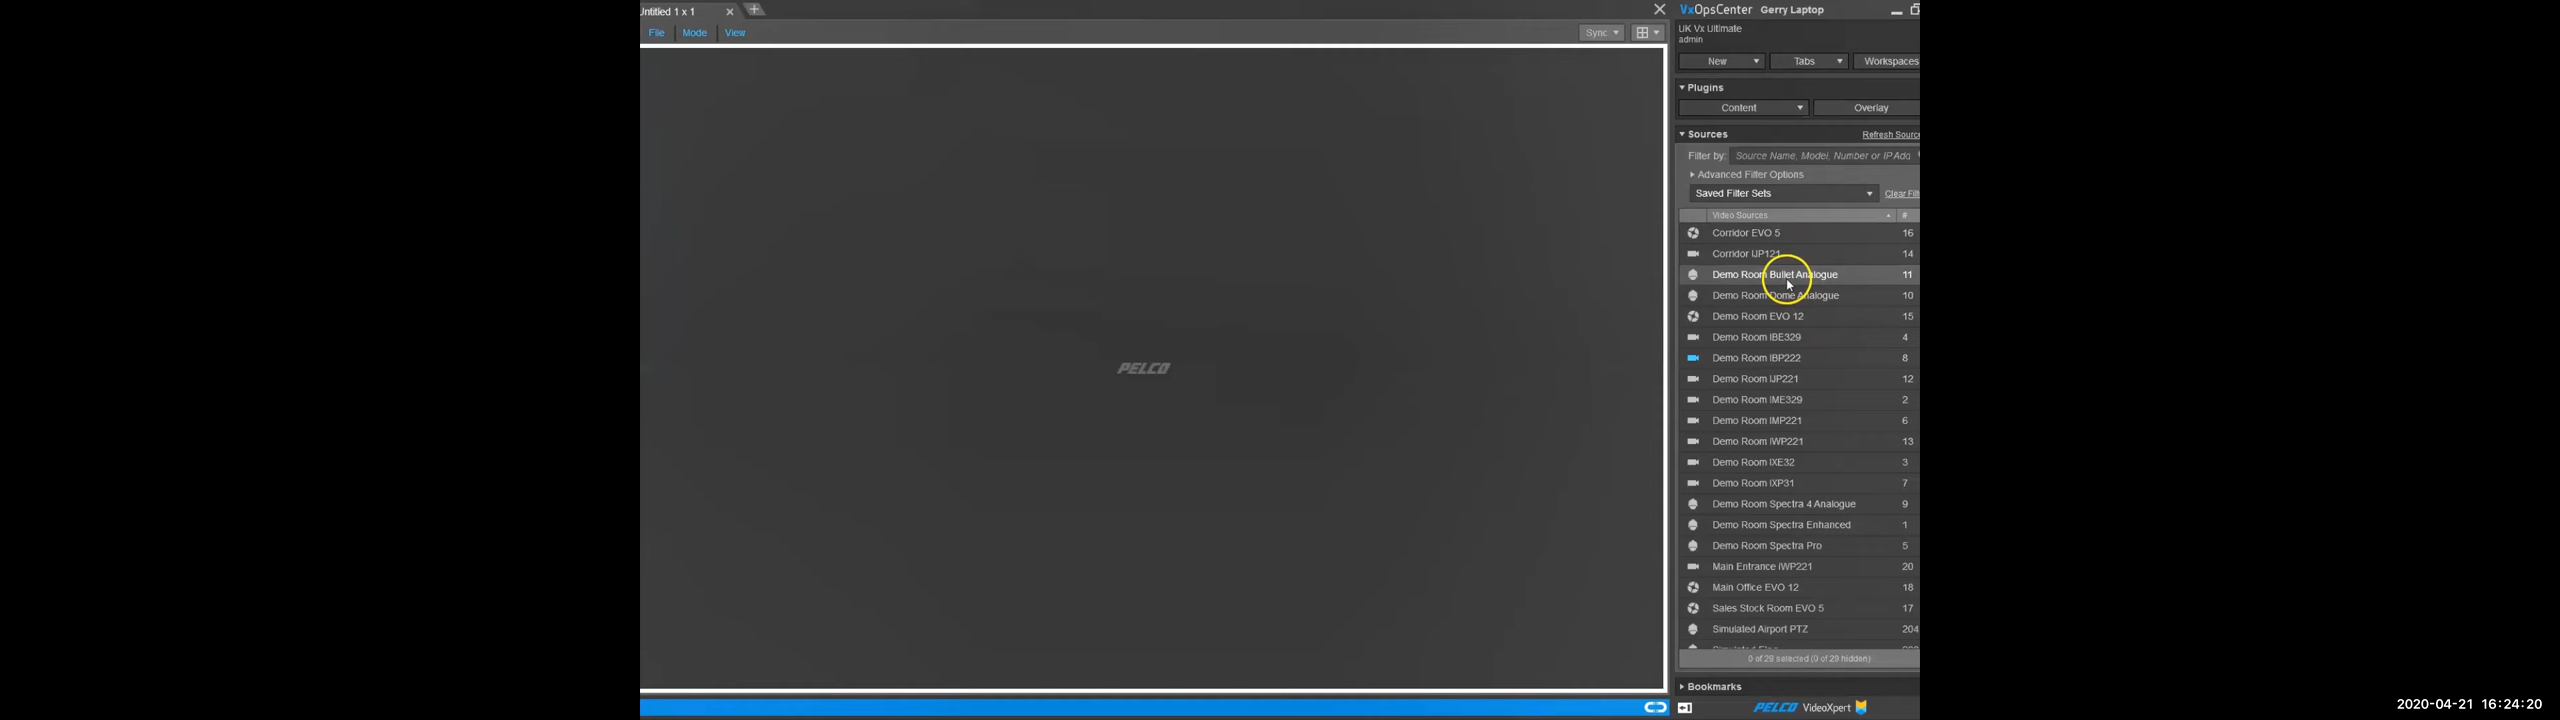 Untitled 1 x 1
File Mode View
Sync
VxOpsCenter Gerry Laptop
UK Vx Ultimate
admin
New Tabs Workspaces
Plugins
Content Overlay
Sources Refresh Source
Filter by: Source Name, Model, Number or IP Add
Advanced Filter Options
Saved Filter Sets Clear Filt
Video Sources #
Corridor EVO 5 16
Corridor IJP121 14
Demo Room Bullet Analogue 11
Demo Room Dome Analogue 10
Demo Room EVO 12 15
Demo Room IBE329 4
Demo Room IBP222 8
Demo Room IJP221 12
Demo Room IME329 2
Demo Room IMP221 6
Demo Room IWP221 13
Demo Room IXE32 3
Demo Room IXP31 7
Demo Room Spectra 4 Analogue 9
Demo Room Spectra Enhanced 1
Demo Room Spectra Pro 5
Main Entrance IWP221 20
Main Office EVO 12 18
Sales Stock Room EVO 5 17
Simulated Airport PTZ 204
0 of 29 selected (0 of 29 hidden)
Bookmarks
PELCO VideoXpert
PELCO
2020-04-21 16:24:20